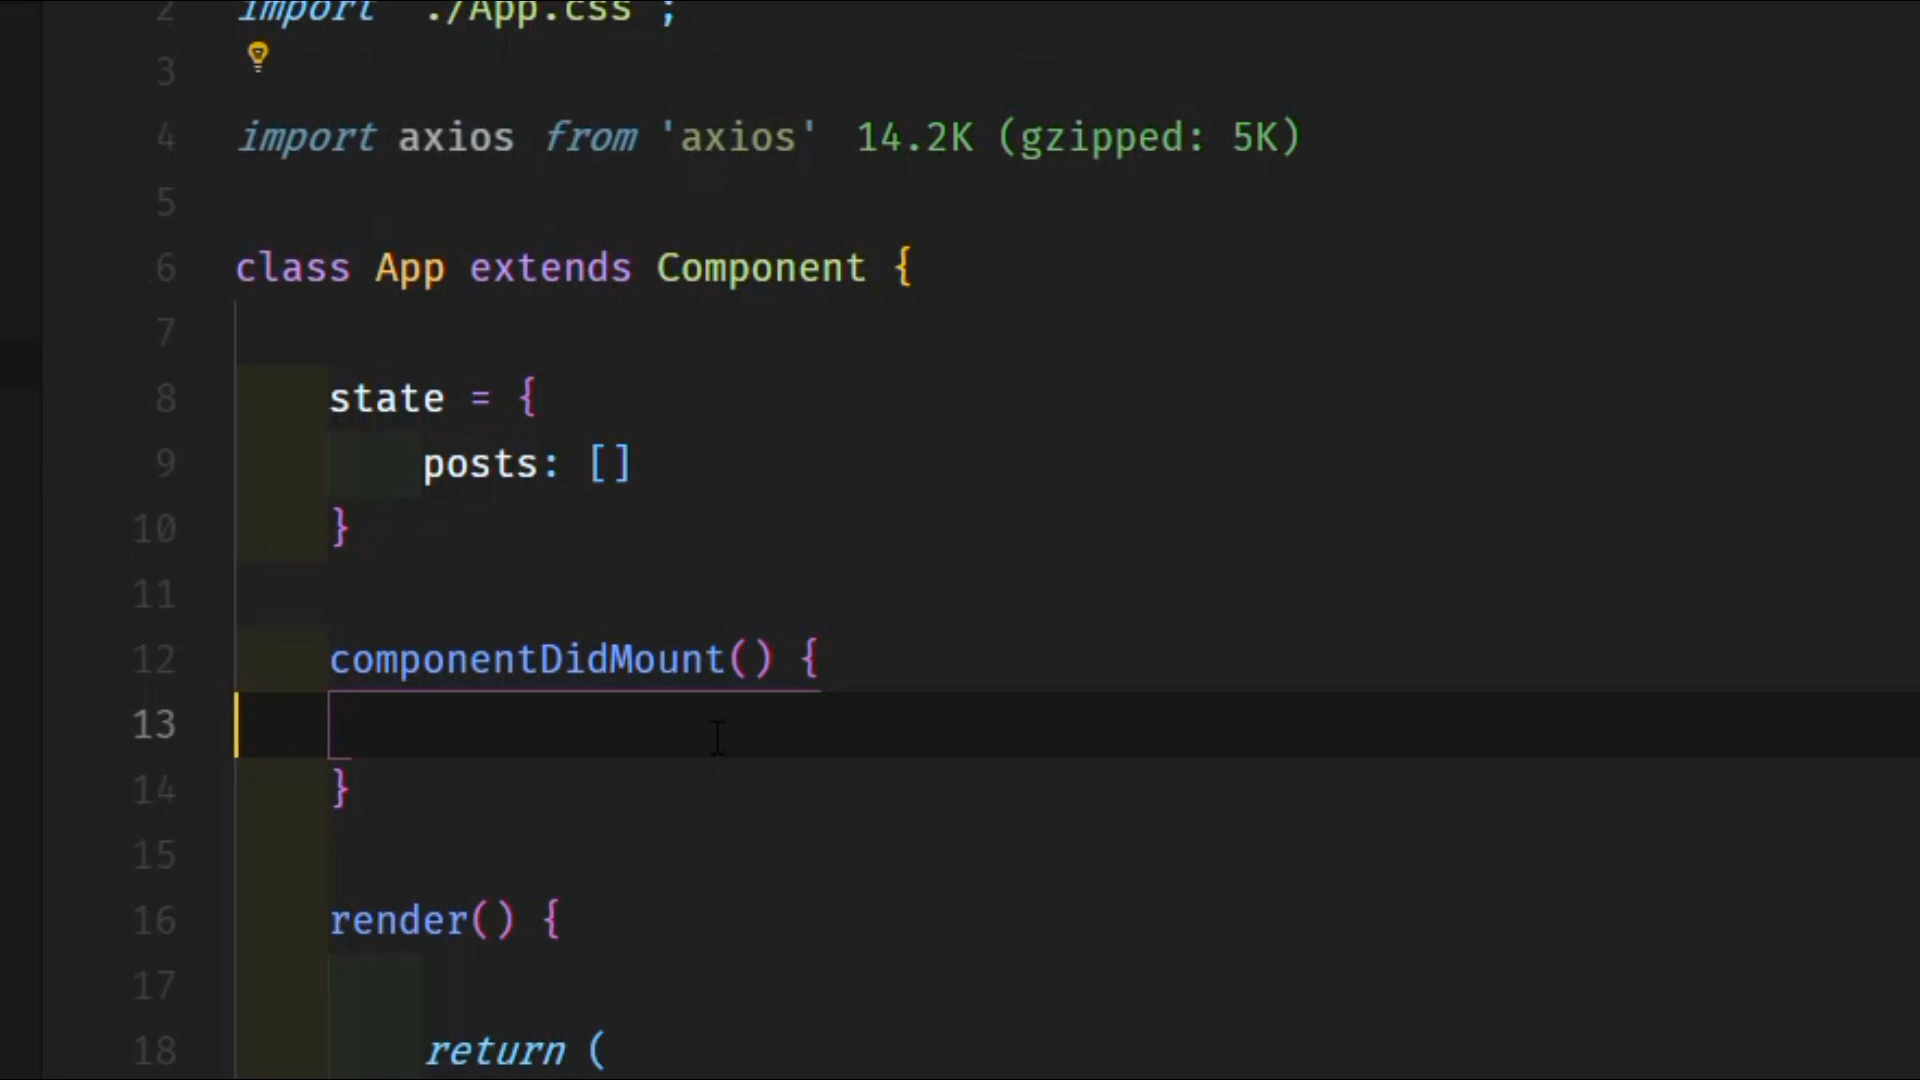 2 import './App.css';
3
4 import axios from 'axios' 14.2K (gzipped: 5K)
5
6 class App extends Component {
7
8 state = {
9 posts: []
10 }
11
12 componentDidMount() {
13
14 }
15
16 render() {
17
18 return (